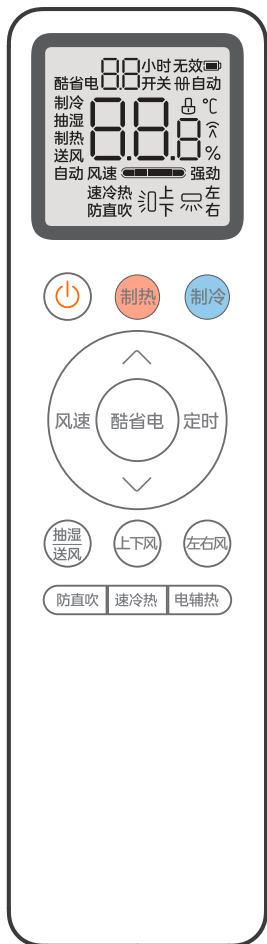 88 小时 无效
酷省电 开关 自动
制冷
抽湿
制热
送风
88.8 ℃
%
自动 风速 强劲
速冷热 上 左
防直吹 下 右
制热 制冷
风速 酷省电 定时
抽湿
送风
上下风 左右风
防直吹 速冷热 电辅热